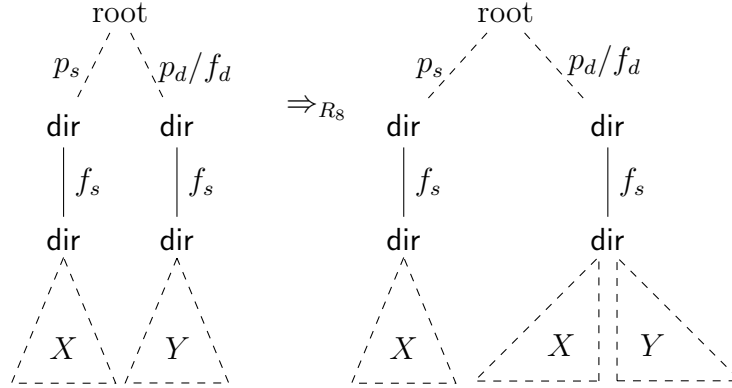 root root
p_s p_d/f_d p_s p_d/f_d
⇒_{R_8}
dir dir dir dir
f_s f_s f_s f_s
dir dir dir dir
X Y X X Y